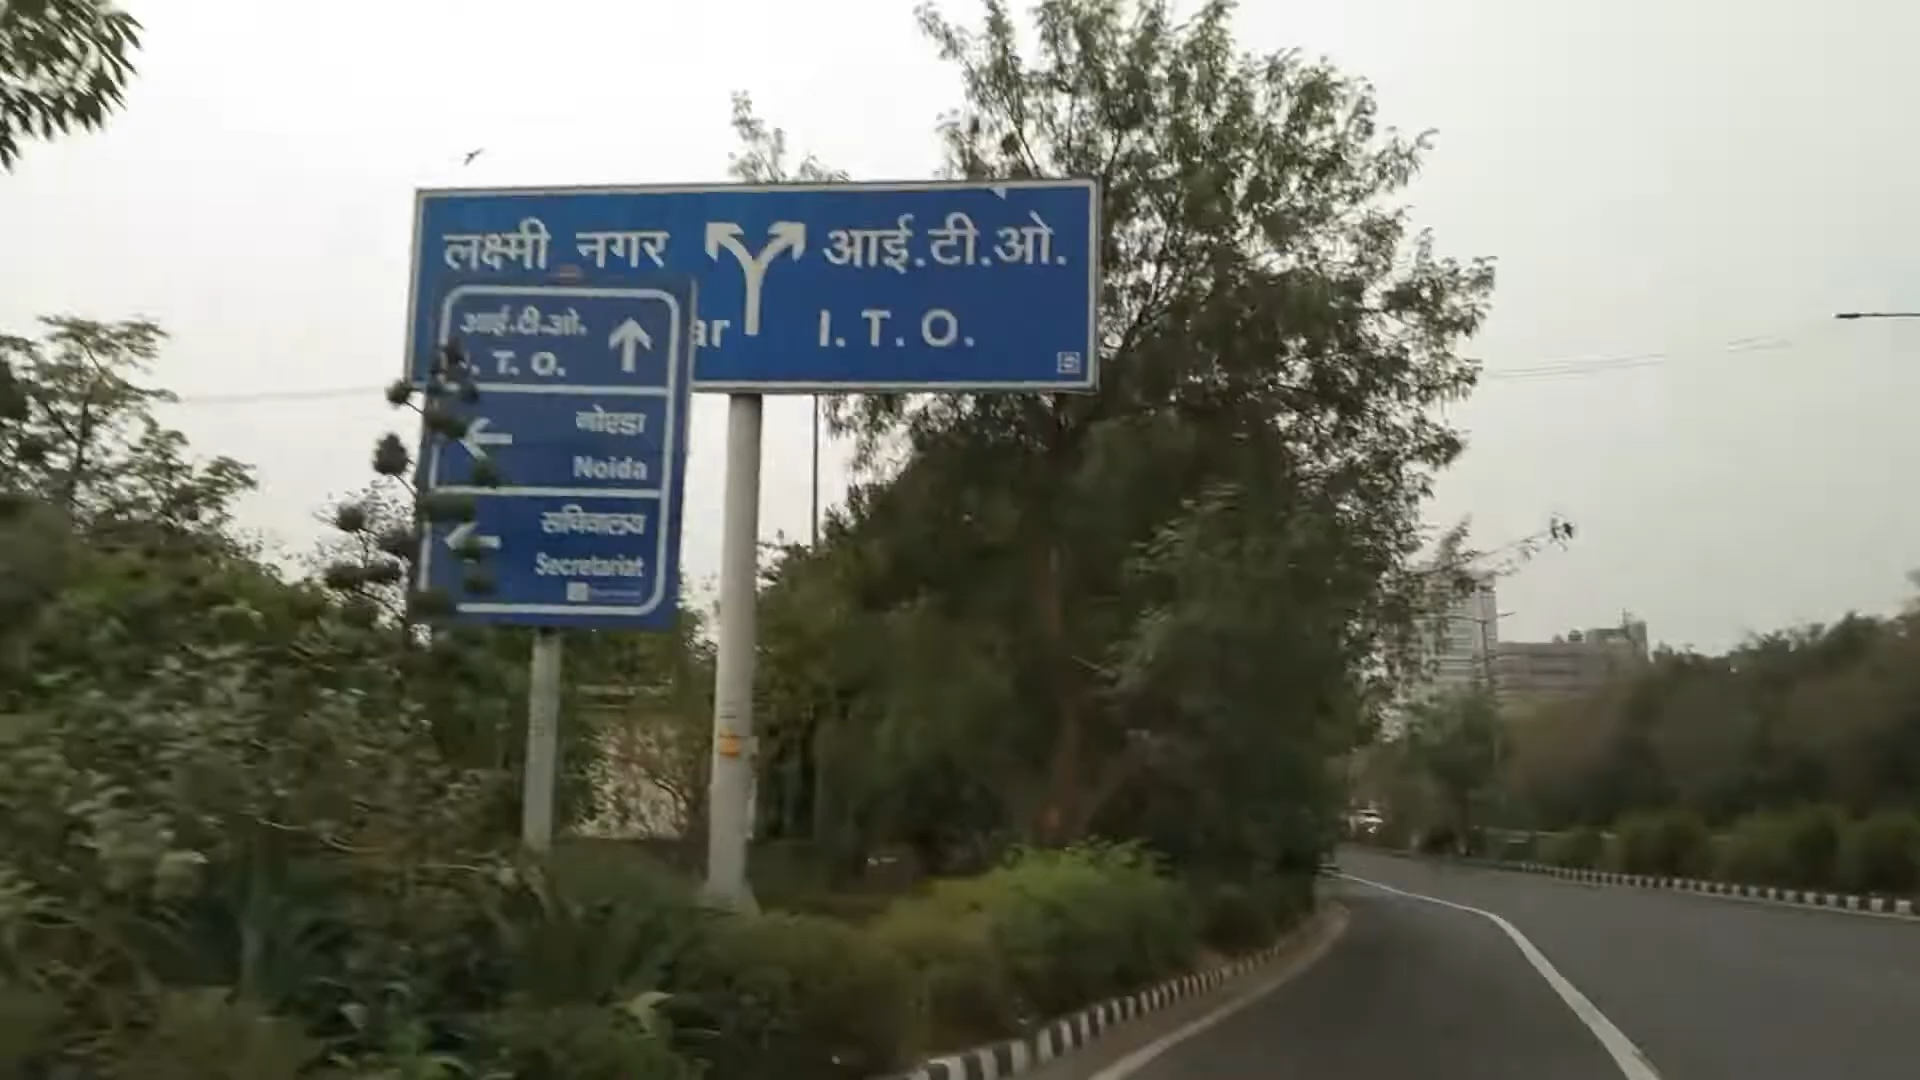 लक्ष्मी नगर
आई.टी.ओ.
ar
I. T. O.
आई.टी.ओ.
. T. O.
नोएडा
Noida
सचिवालय
Secretariat